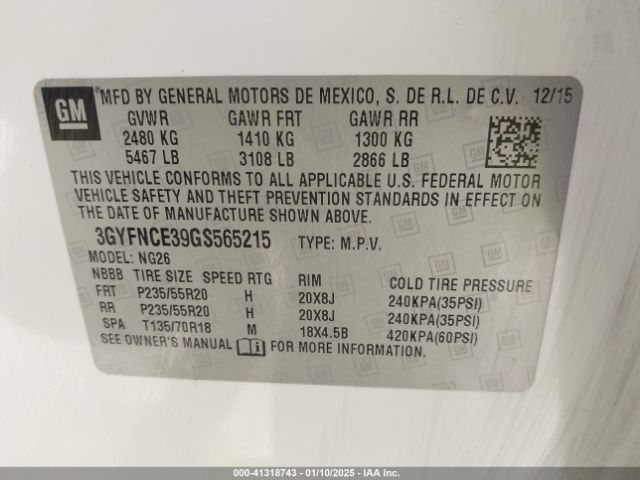 GM
MFD BY GENERAL MOTORS DE MEXICO, S. DE R.L. DE C.V. 12/15
GVWR GAWR FRT GAWR RR
2480 KG 1410 KG 1300 KG
5467 LB 3108 LB 2866 LB
THIS VEHICLE CONFORMS TO ALL APPLICABLE U.S. FEDERAL MOTOR
VEHICLE SAFETY AND THEFT PREVENTION STANDARDS IN EFFECT ON
THE DATE OF MANUFACTURE SHOWN ABOVE.
3GYFNCE39GS565215 TYPE: M.P.V.
MODEL: NG26
NBBB TIRE SIZE SPEED RTG RIM COLD TIRE PRESSURE
FRT P235/55R20 H 20X8J 240KPA(35PSI)
RR P235/55R20 H 20X8J 240KPA(35PSI)
SPA T135/70R18 M 18X4.5B 420KPA(60PSI)
SEE OWNER'S MANUAL FOR MORE INFORMATION.
000-41318743 - 01/10/2025 - IAA Inc.